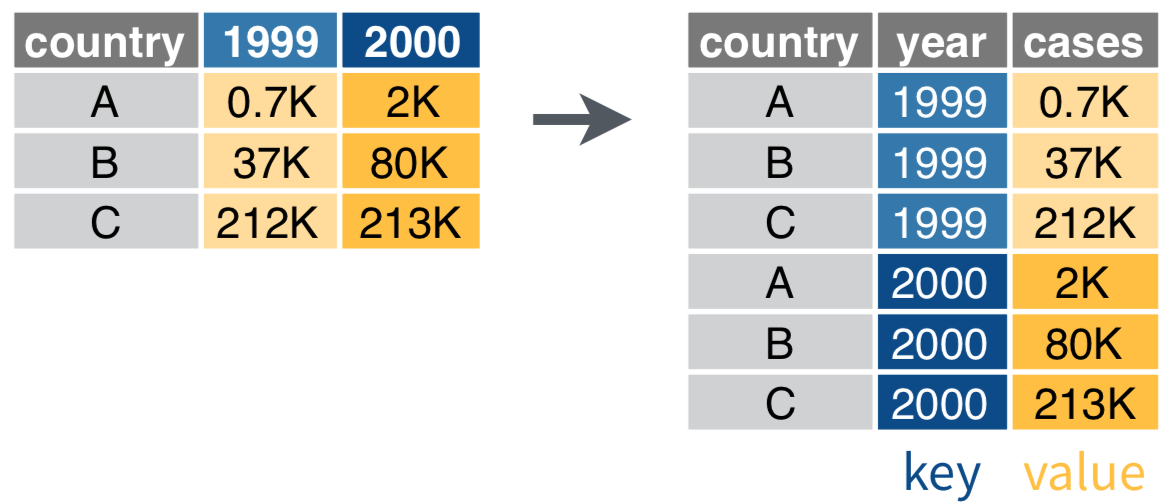 country 1999 2000
A 0.7K 2K
B 37K 80K
C 212K 213K
country year cases
A 1999 0.7K
B 1999 37K
C 1999 212K
A 2000 2K
B 2000 80K
C 2000 213K
key value